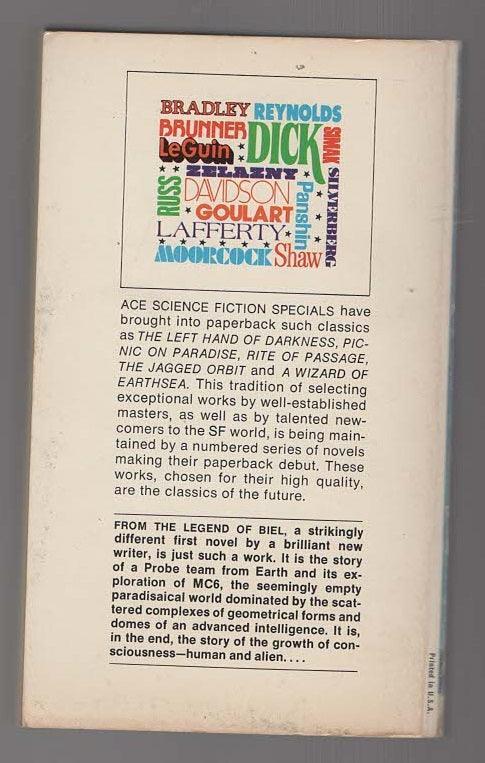 BRADLEY REYNOLDS
BRUNNER DICK SIMAK
LeGuin
ZELAZNY SILVERBERG
RUSS DAVIDSON Panshin
GOULART
LAFFERTY
MOORCOCK Shaw
ACE SCIENCE FICTION SPECIALS have
brought into paperback such classics
as THE LEFT HAND OF DARKNESS, PIC-
NIC ON PARADISE, RITE OF PASSAGE,
THE JAGGED ORBIT and A WIZARD OF
EARTHSEA. This tradition of selecting
exceptional works by well-established
masters, as well as by talented new-
comers to the SF world, is being main-
tained by a numbered series of novels
making their paperback debut. These
works, chosen for their high quality,
are the classics of the future.
FROM THE LEGEND OF BIEL, a strikingly
different first novel by a brilliant new
writer, is just such a work. It is the story
of a Probe team from Earth and its ex-
ploration of MC6, the seemingly empty
paradisaical world dominated by the scat-
tered complexes of geometrical forms and
domes of an advanced intelligence. It is,
in the end, the story of the growth of con-
sciousness—human and alien....
Printed in U.S.A.